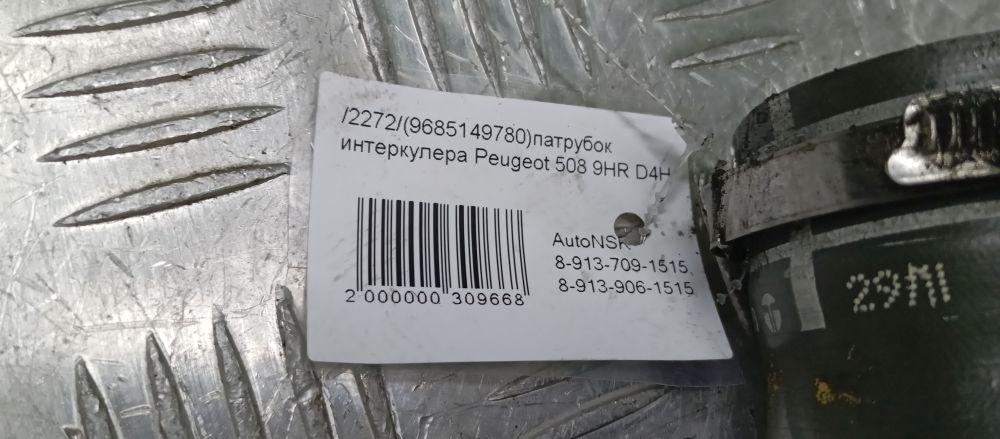 /2272/(9685149780)патрубок
интеркулера Peugeot 508 9HR D4H
2 000000 309668
AutoNSK
8-913-709-1515,
8-913-906-1515